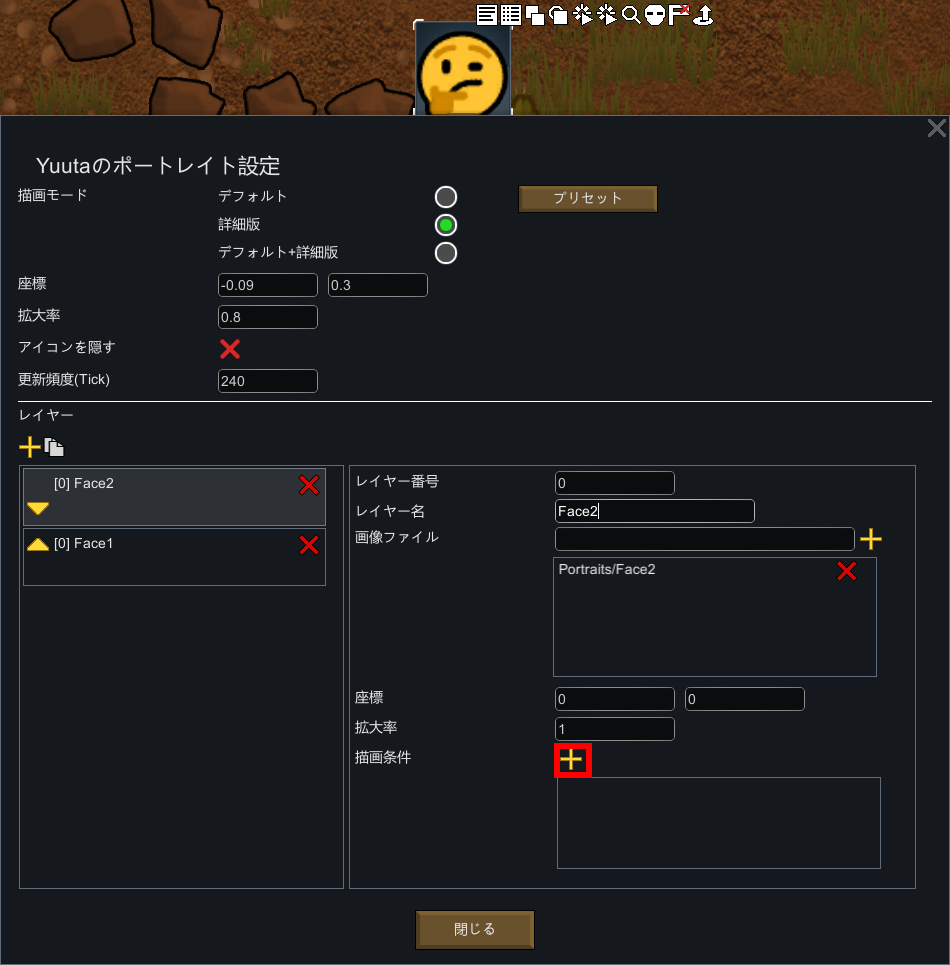 Yuutaのポートレイト設定
描画モード
デフォルト
プリセット
詳細版
デフォルト+詳細版
座標
-0.09
0.3
拡大率
0.8
アイコンを隠す
更新頻度(Tick)
240
レイヤー
[0] Face2
[0] Face1
レイヤー番号
0
レイヤー名
Face2
画像ファイル
Portraits/Face2
座標
0
0
拡大率
1
描画条件
閉じる